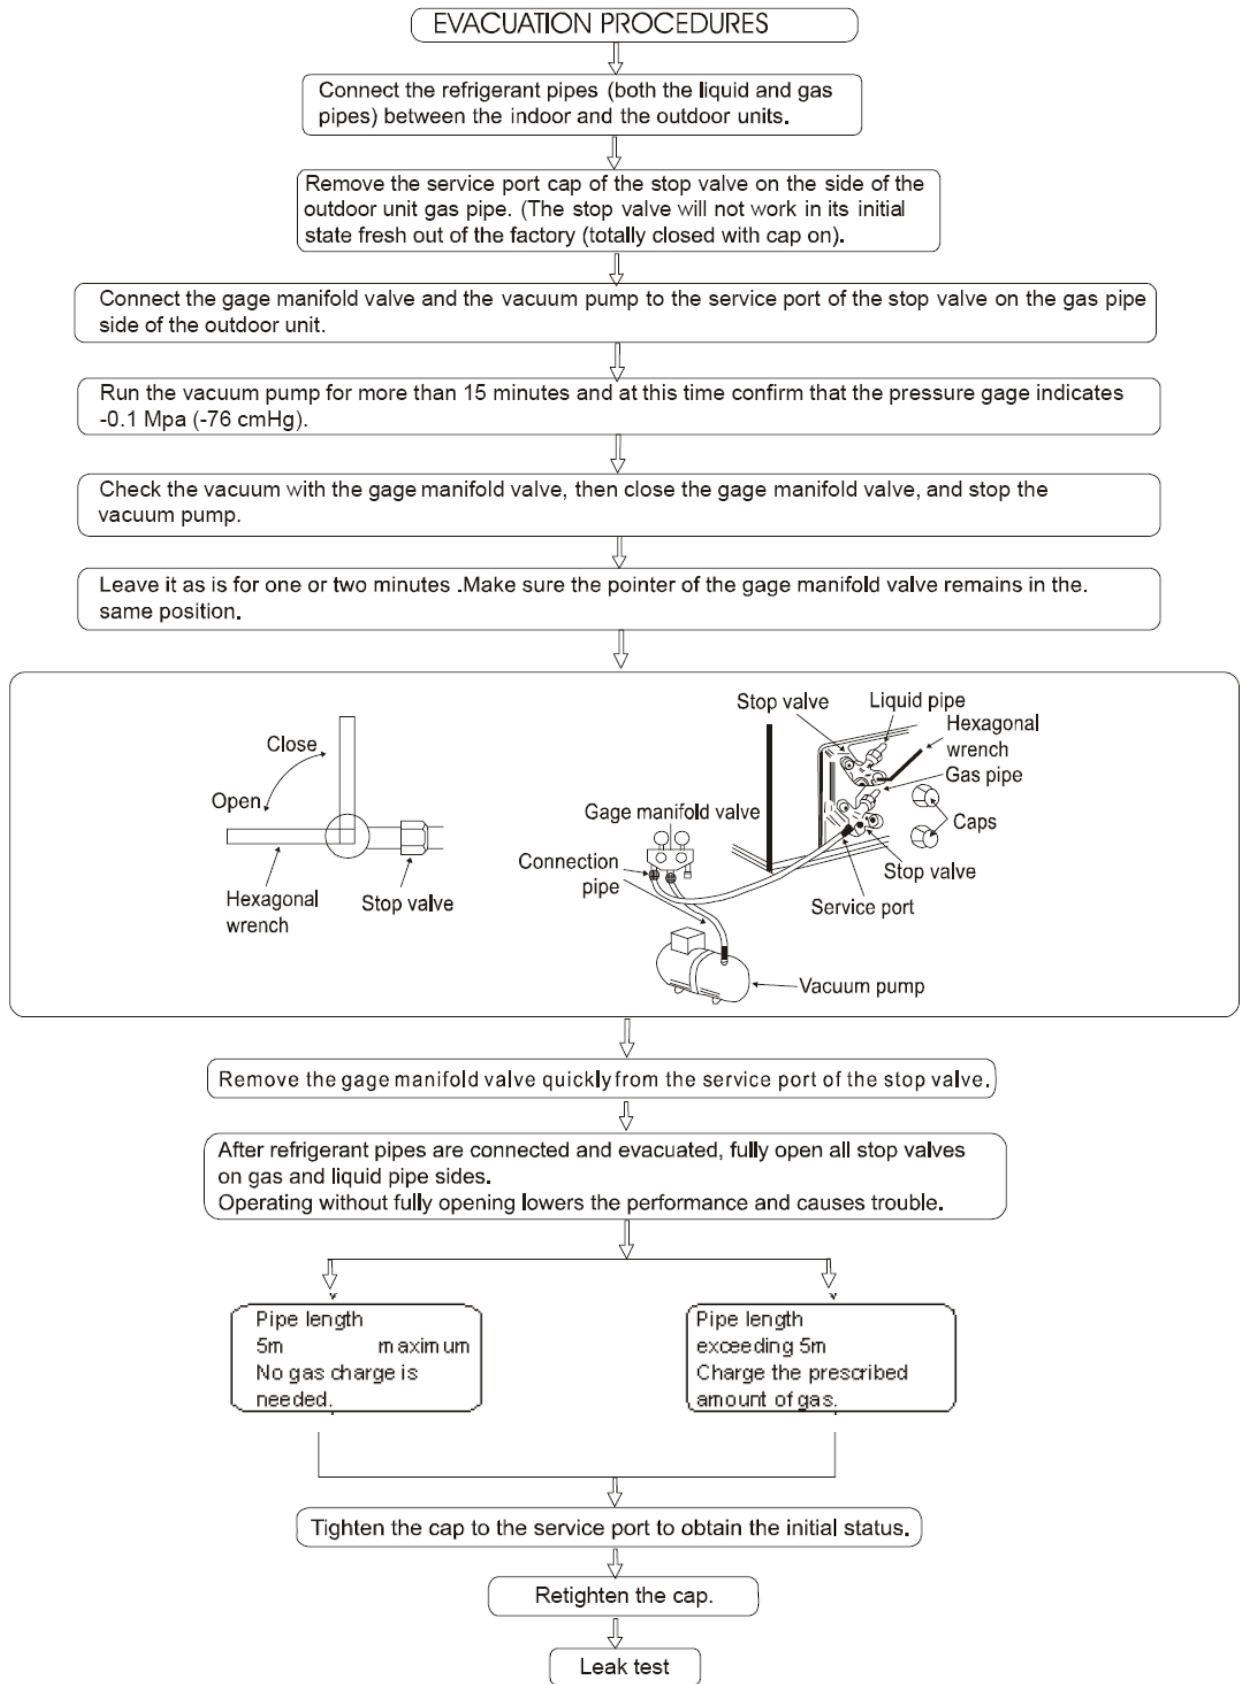 EVACUATION PROCEDURES
Connect the refrigerant pipes (both the liquid and gas
pipes) between the indoor and the outdoor units.
Remove the service port cap of the stop valve on the side of the
outdoor unit gas pipe. (The stop valve will not work in its initial
state fresh out of the factory (totally closed with cap on).
Connect the gage manifold valve and the vacuum pump to the service port of the stop valve on the gas pipe
side of the outdoor unit.
Run the vacuum pump for more than 15 minutes and at this time confirm that the pressure gage indicates
-0.1 Mpa (-76 cmHg).
Check the vacuum with the gage manifold valve, then close the gage manifold valve, and stop the
vacuum pump.
Leave it as is for one or two minutes .Make sure the pointer of the gage manifold valve remains in the.
same position.
Close
Open
Hexagonal
wrench
Stop valve
Stop valve
Liquid pipe
Hexagonal
wrench
Gas pipe
Gage manifold valve
Caps
Connection
pipe
Stop valve
Service port
Vacuum pump
Remove the gage manifold valve quickly from the service port of the stop valve.
After refrigerant pipes are connected and evacuated, fully open all stop valves
on gas and liquid pipe sides.
Operating without fully opening lowers the performance and causes trouble.
Pipe length
5m maximum
No gas charge is
needed.
Pipe length
exceeding 5m
Charge the prescribed
amount of gas.
Tighten the cap to the service port to obtain the initial status.
Retighten the cap.
Leak test